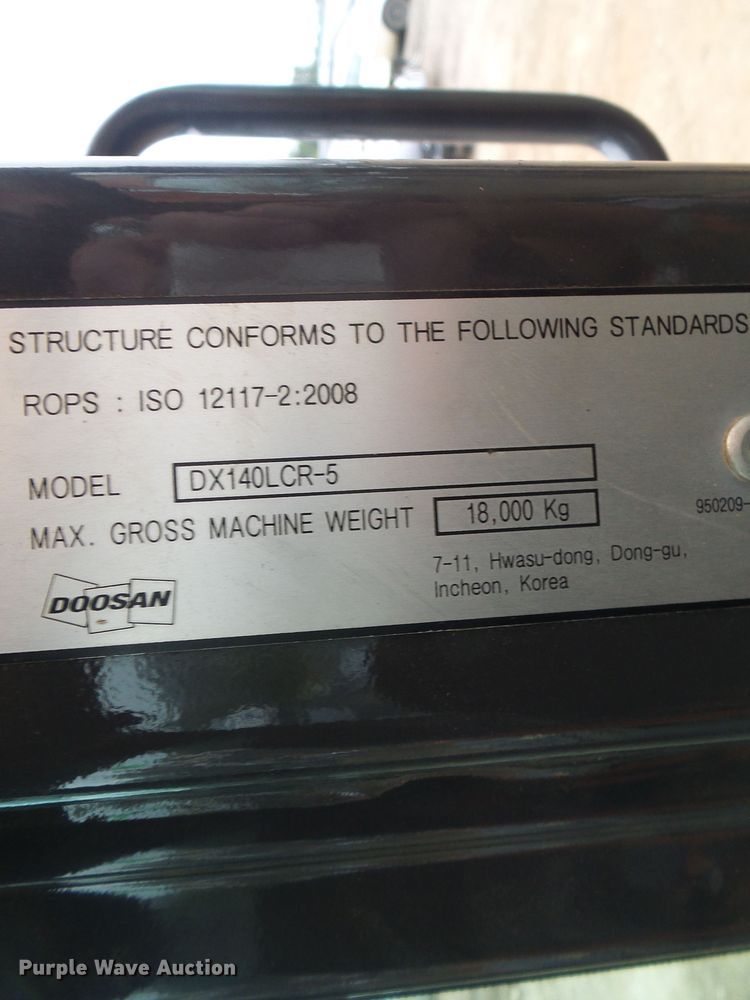 STRUCTURE CONFORMS TO THE FOLLOWING STANDARDS
ROPS : ISO 12117-2:2008
MODEL DX140LCR-5
MAX. GROSS MACHINE WEIGHT 18,000 Kg
950209-
7-11, Hwasu-dong, Dong-gu,
Incheon, Korea
DOOSAN
Purple Wave Auction